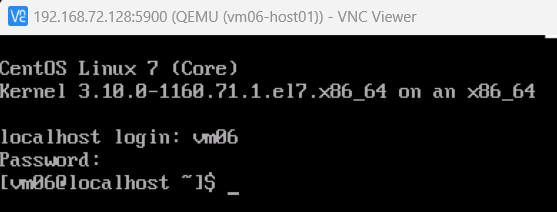 V2 192.168.72.128:5900 (QEMU (vm06-host01)) - VNC Viewer
CentOS Linux 7 (Core)
Kernel 3.10.0-1160.71.1.el7.x86_64 on an x86_64
localhost login: vm06
Password:
[vm06@localhost ~]$ _